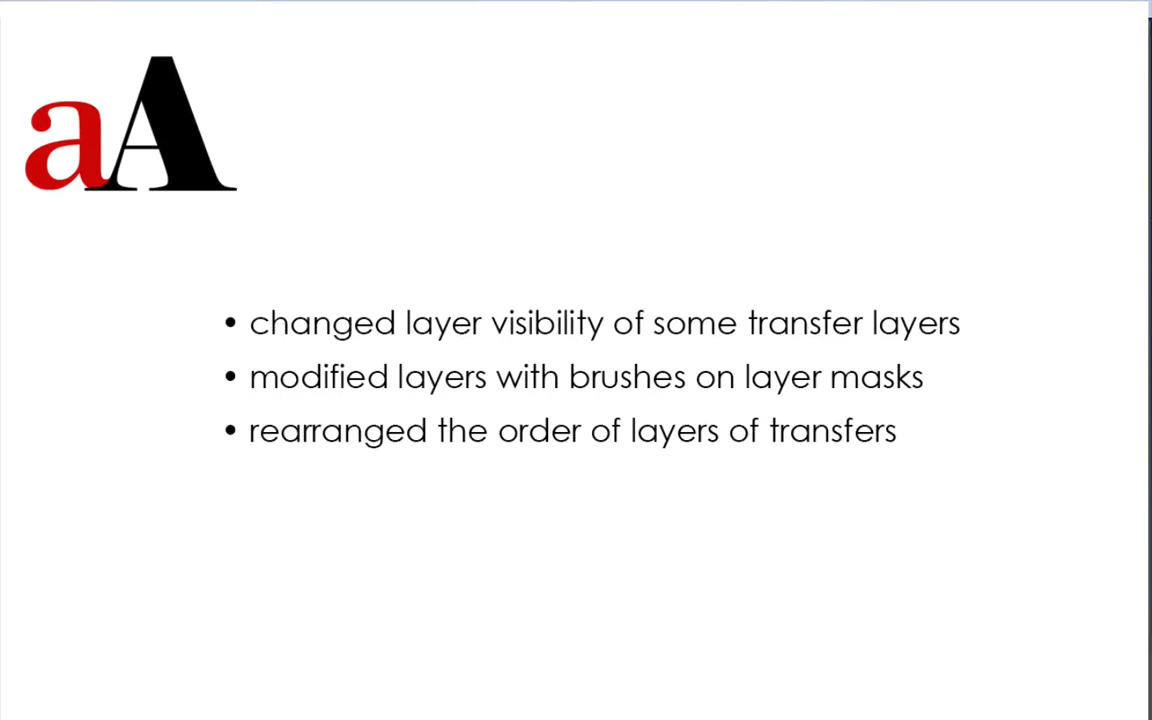 aA
• changed layer visibility of some transfer layers
• modified layers with brushes on layer masks
• rearranged the order of layers of transfers